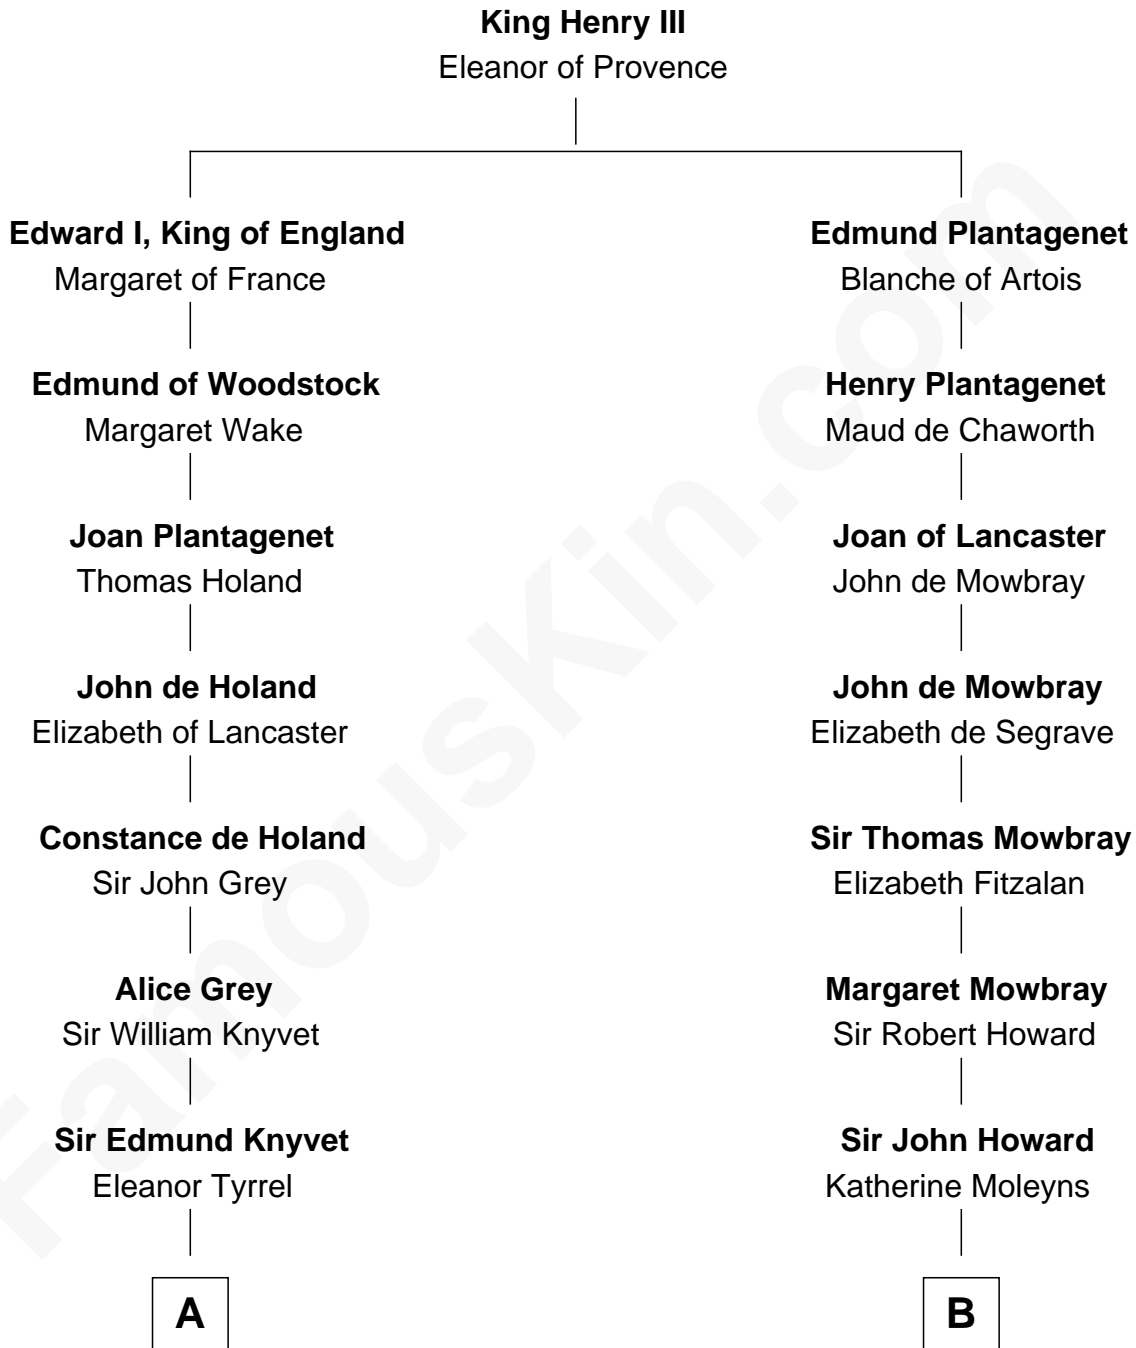 King Henry III
Eleanor of Provence
Edward I, King of England
Margaret of France
Edmund of Woodstock
Margaret Wake
Joan Plantagenet
Thomas Holand
John de Holand
Elizabeth of Lancaster
Constance de Holand
Sir John Grey
Alice Grey
Sir William Knyvet
Sir Edmund Knyvet
Eleanor Tyrrel
A
Edmund Plantagenet
Blanche of Artois
Henry Plantagenet
Maud de Chaworth
Joan of Lancaster
John de Mowbray
John de Mowbray
Elizabeth de Segrave
Sir Thomas Mowbray
Elizabeth Fitzalan
Margaret Mowbray
Sir Robert Howard
Sir John Howard
Katherine Moleyns
B
FamousKin.com